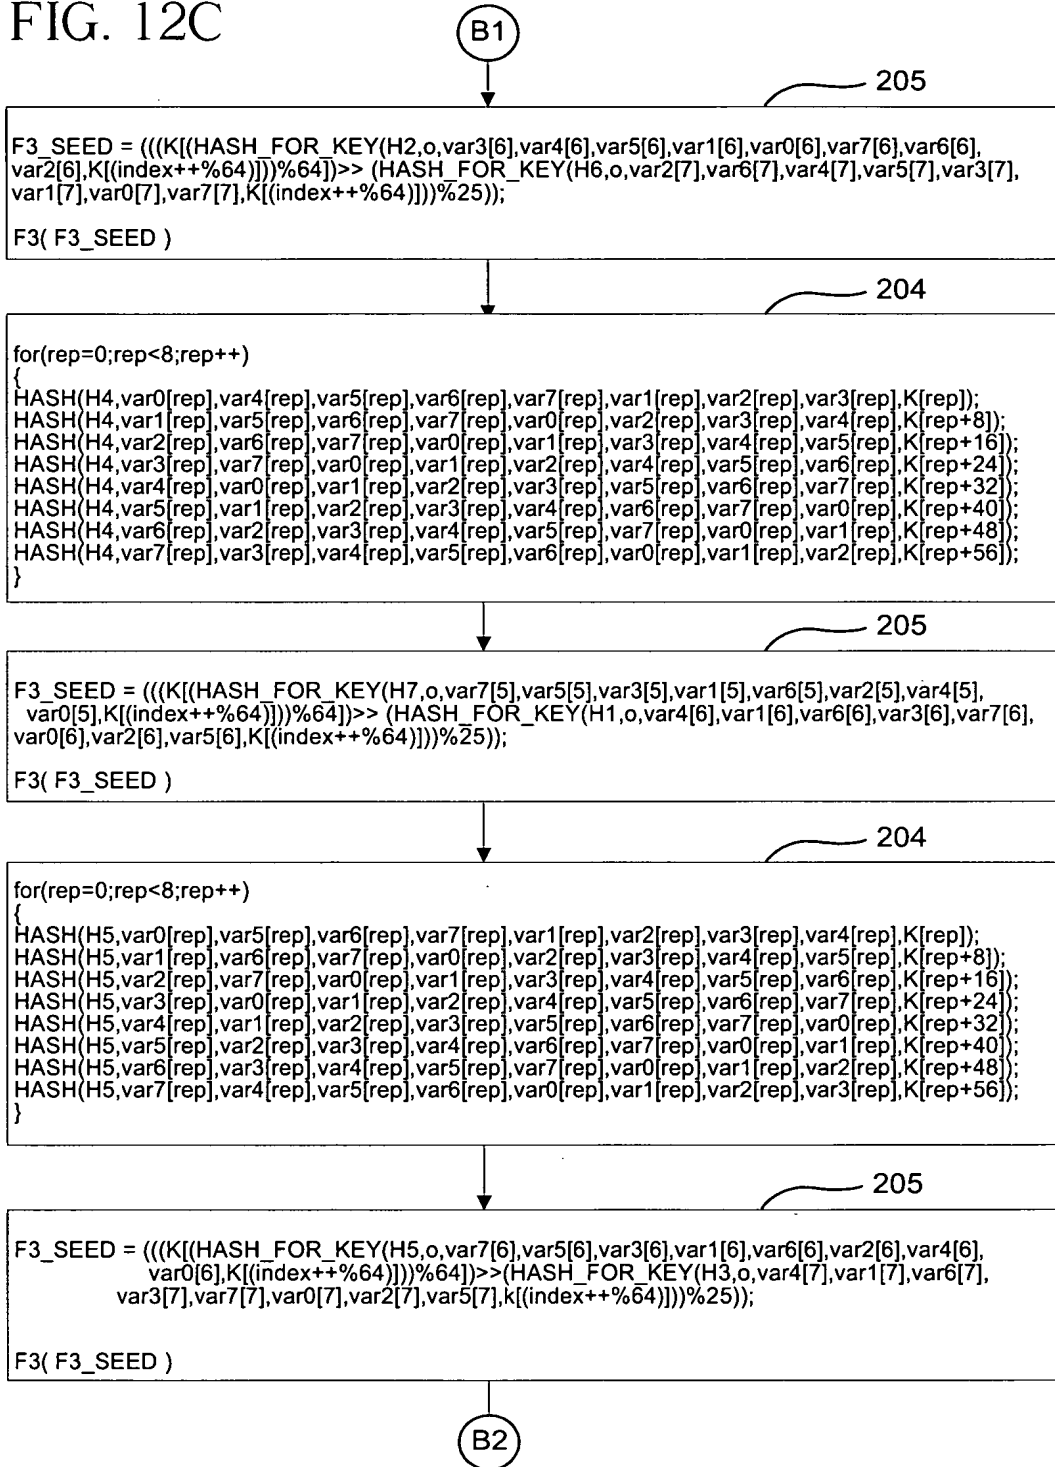 FIG. 12C
B1
205
F3_SEED = (((K[(HASH_FOR_KEY(H2,o,var3[6],var4[6],var5[6],var1[6],var0[6],var7[6],var6[6],
var2[6],K[(index++%64)]))%64])>> (HASH_FOR_KEY(H6,o,var2[7],var6[7],var4[7],var5[7],var3[7],
var1[7],var0[7],var7[7],K[(index++%64)]))%25));
F3( F3_SEED )
204
for(rep=0;rep<8;rep++)
{
HASH(H4,var0[rep],var4[rep],var5[rep],var6[rep],var7[rep],var1[rep],var2[rep],var3[rep],K[rep]);
HASH(H4,var1[rep],var5[rep],var6[rep],var7[rep],var0[rep],var2[rep],var3[rep],var4[rep],K[rep+8]);
HASH(H4,var2[rep],var6[rep],var7[rep],var0[rep],var1[rep],var3[rep],var4[rep],var5[rep],K[rep+16]);
HASH(H4,var3[rep],var7[rep],var0[rep],var1[rep],var2[rep],var4[rep],var5[rep],var6[rep],K[rep+24]);
HASH(H4,var4[rep],var0[rep],var1[rep],var2[rep],var3[rep],var5[rep],var6[rep],var7[rep],K[rep+32]);
HASH(H4,var5[rep],var1[rep],var2[rep],var3[rep],var4[rep],var6[rep],var7[rep],var0[rep],K[rep+40]);
HASH(H4,var6[rep],var2[rep],var3[rep],var4[rep],var5[rep],var7[rep],var0[rep],var1[rep],K[rep+48]);
HASH(H4,var7[rep],var3[rep],var4[rep],var5[rep],var6[rep],var0[rep],var1[rep],var2[rep],K[rep+56]);
}
205
F3_SEED = (((K[(HASH_FOR_KEY(H7,o,var7[5],var5[5],var3[5],var1[5],var6[5],var2[5],var4[5],
var0[5],K[(index++%64)]))%64])>> (HASH_FOR_KEY(H1,o,var4[6],var1[6],var6[6],var3[6],var7[6],
var0[6],var2[6],var5[6],K[(index++%64)]))%25));
F3( F3_SEED )
204
for(rep=0;rep<8;rep++)
{
HASH(H5,var0[rep],var5[rep],var6[rep],var7[rep],var1[rep],var2[rep],var3[rep],var4[rep],K[rep]);
HASH(H5,var1[rep],var6[rep],var7[rep],var0[rep],var2[rep],var3[rep],var4[rep],var5[rep],K[rep+8]);
HASH(H5,var2[rep],var7[rep],var0[rep],var1[rep],var3[rep],var4[rep],var5[rep],var6[rep],K[rep+16]);
HASH(H5,var3[rep],var0[rep],var1[rep],var2[rep],var4[rep],var5[rep],var6[rep],var7[rep],K[rep+24]);
HASH(H5,var4[rep],var1[rep],var2[rep],var3[rep],var5[rep],var6[rep],var7[rep],var0[rep],K[rep+32]);
HASH(H5,var5[rep],var2[rep],var3[rep],var4[rep],var6[rep],var7[rep],var0[rep],var1[rep],K[rep+40]);
HASH(H5,var6[rep],var3[rep],var4[rep],var5[rep],var7[rep],var0[rep],var1[rep],var2[rep],K[rep+48]);
HASH(H5,var7[rep],var4[rep],var5[rep],var6[rep],var0[rep],var1[rep],var2[rep],var3[rep],K[rep+56]);
}
205
F3_SEED = (((K[(HASH_FOR_KEY(H5,o,var7[6],var5[6],var3[6],var1[6],var6[6],var2[6],var4[6],
var0[6],K[(index++%64)]))%64])>>(HASH_FOR_KEY(H3,o,var4[7],var1[7],var6[7],
var3[7],var7[7],var0[7],var2[7],var5[7],k[(index++%64)]))%25));
F3( F3_SEED )
B2